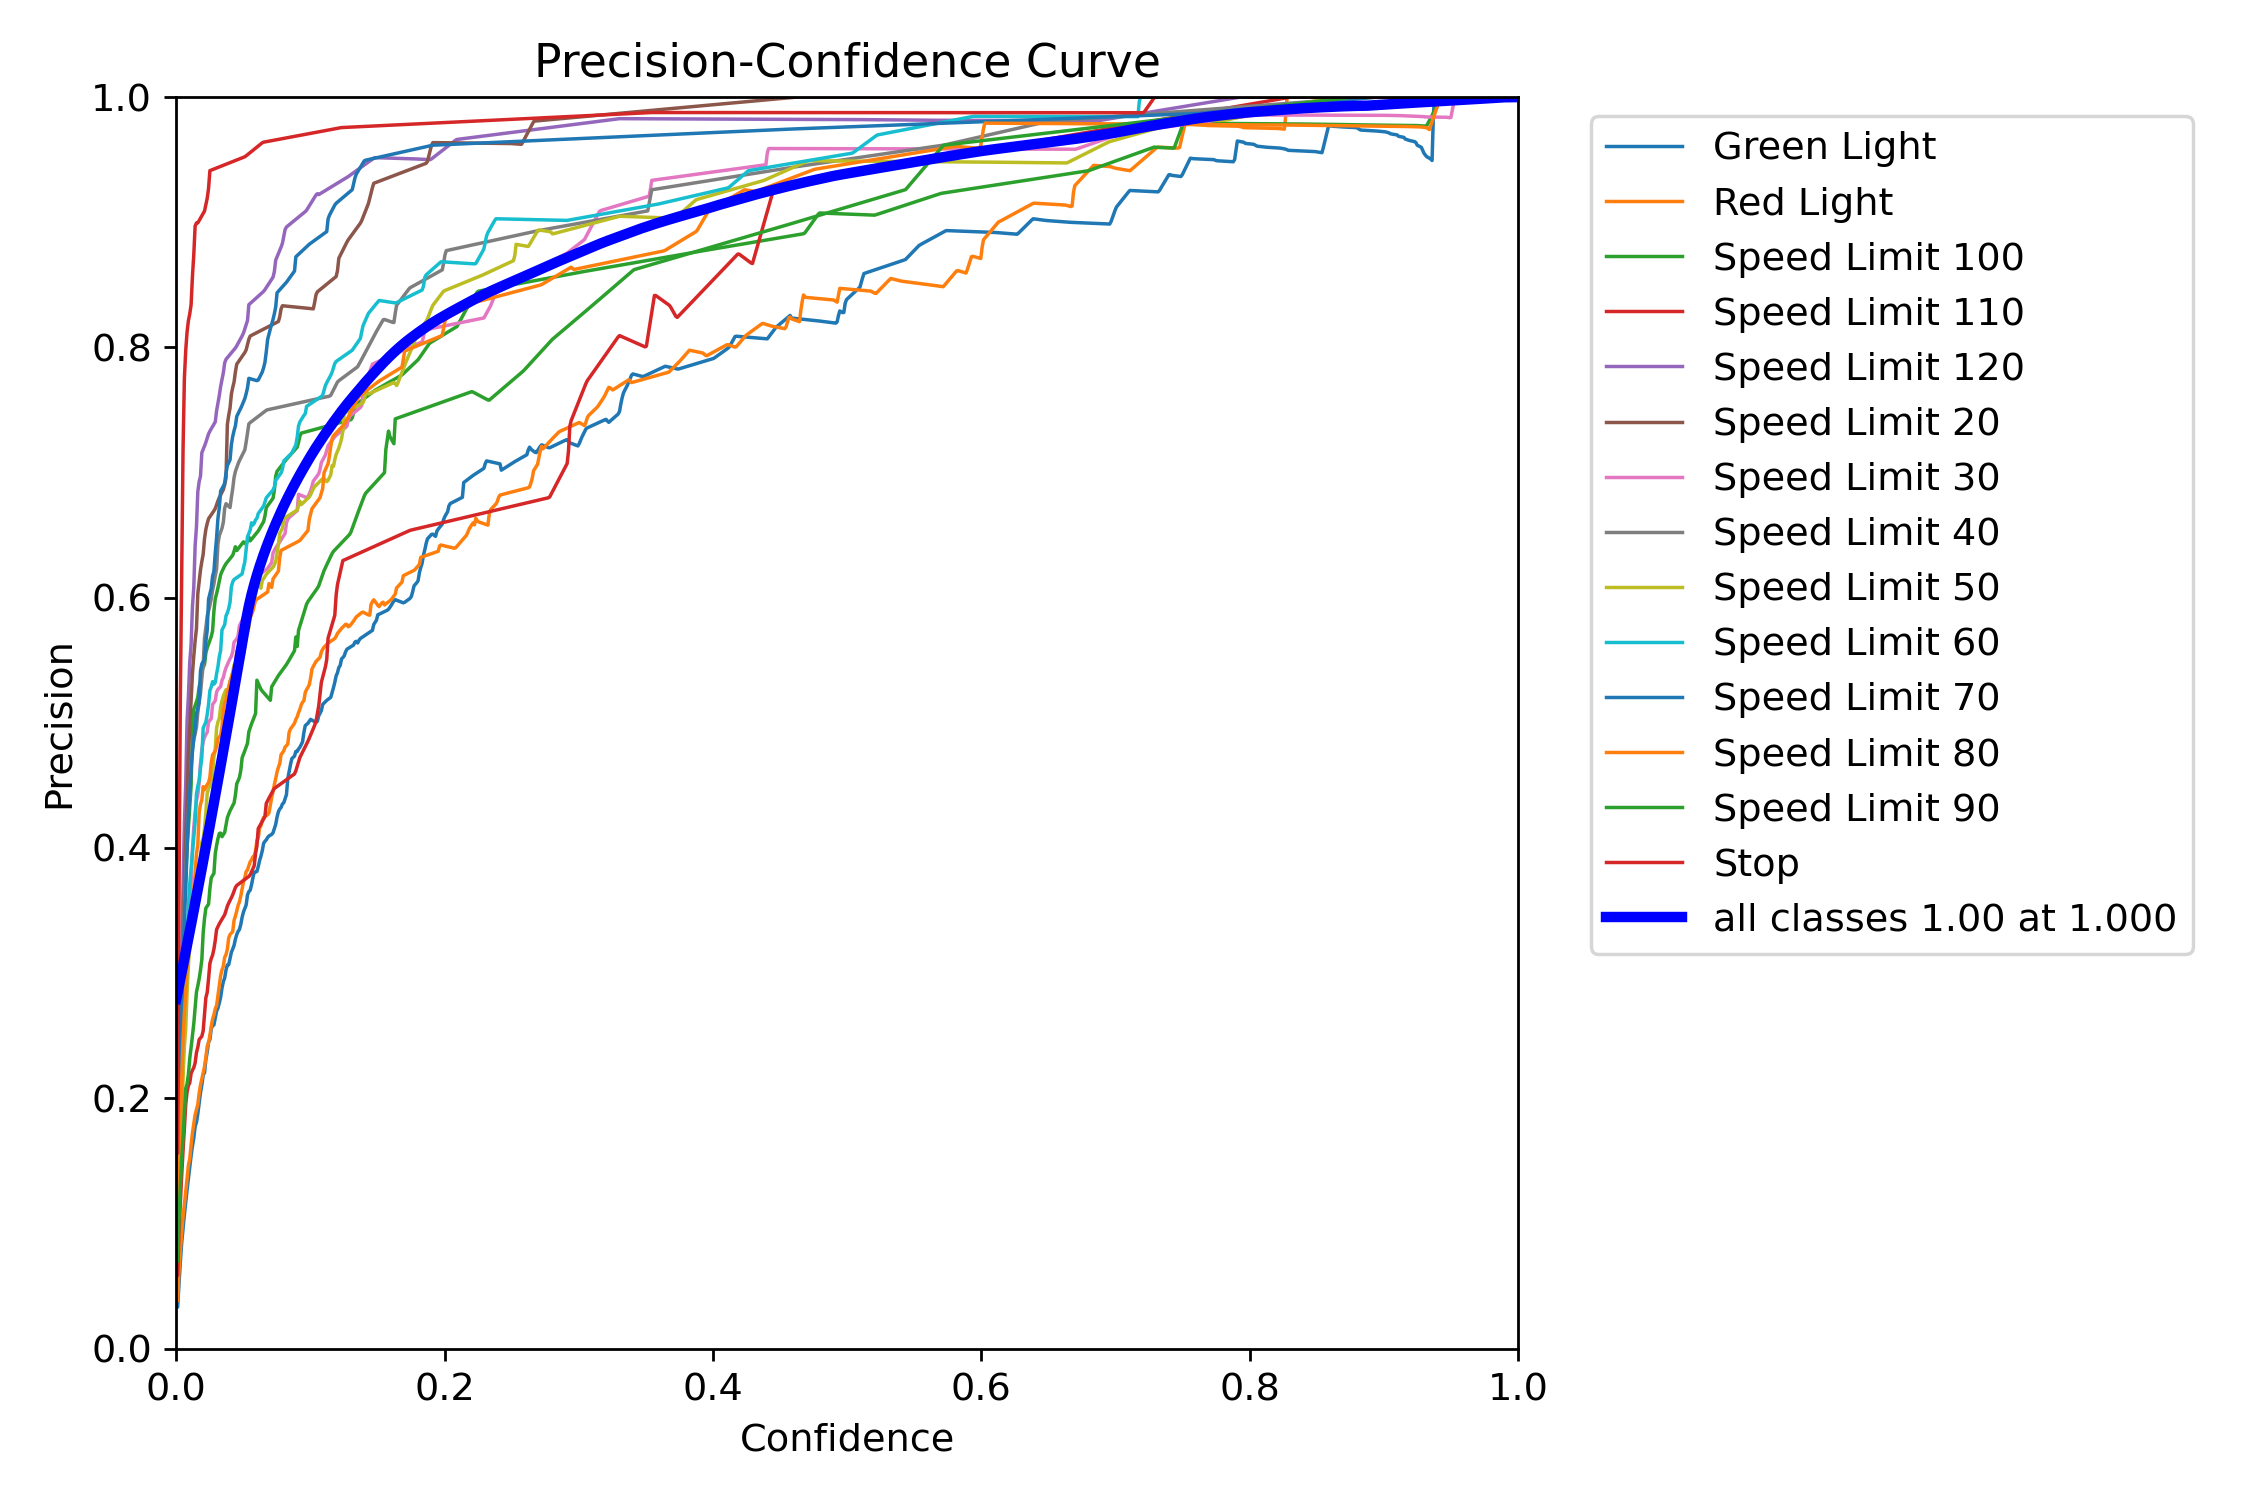 Precision-Confidence Curve
1.0
0.8
0.6
0.4
0.2
0.0
Precision
0.0 0.2 0.4 0.6 0.8 1.0
Confidence
Green Light
Red Light
Speed Limit 100
Speed Limit 110
Speed Limit 120
Speed Limit 20
Speed Limit 30
Speed Limit 40
Speed Limit 50
Speed Limit 60
Speed Limit 70
Speed Limit 80
Speed Limit 90
Stop
all classes 1.00 at 1.000